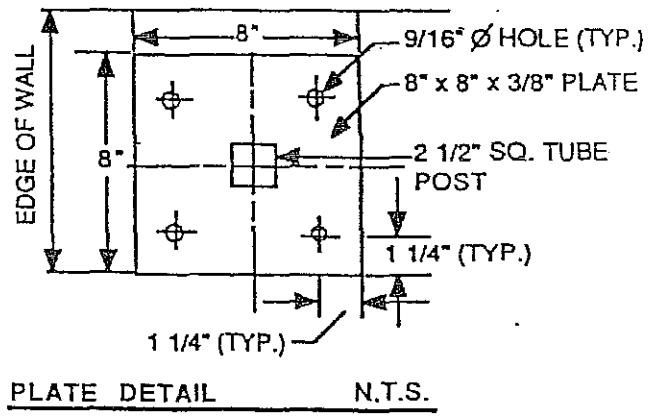 8"
9/16" Ø HOLE (TYP.)
8" x 8" x 3/8" PLATE
EDGE OF WALL
8"
2 1/2" SQ. TUBE
POST
1 1/4" (TYP.)
1 1/4" (TYP.)
PLATE DETAIL N.T.S.